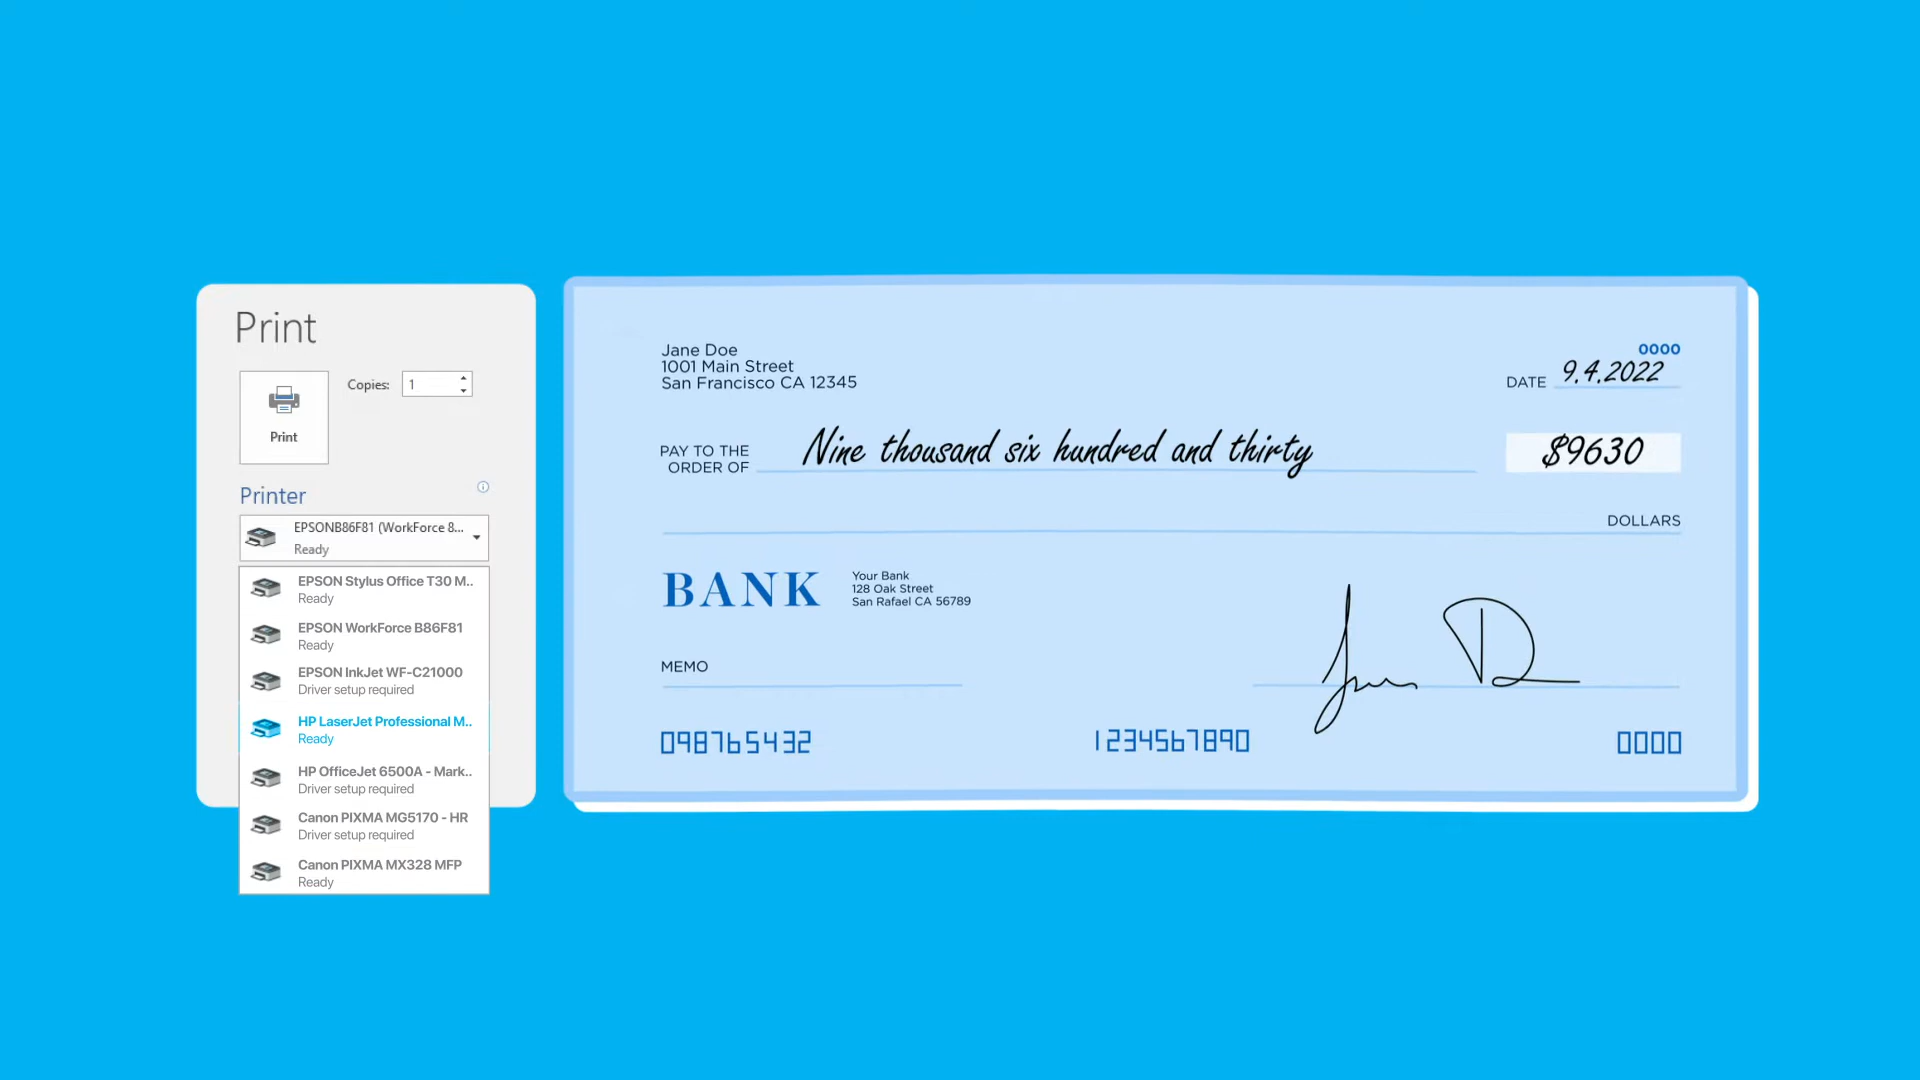 Print
Copies: 1
Print
Printer
EPSONB86F81 (WorkForce 8...
Ready
EPSON Stylus Office T30 M..
Ready
EPSON WorkForce B86F81
Ready
EPSON InkJet WF-C21000
Driver setup required
HP LaserJet Professional M..
Ready
HP OfficeJet 6500A - Mark..
Driver setup required
Canon PIXMA MG5170 - HR
Driver setup required
Canon PIXMA MX328 MFP
Ready
Jane Doe
1001 Main Street
San Francisco CA 12345
0000
DATE 9.4.2022
PAY TO THE
ORDER OF
Nine thousand six hundred and thirty
$9630
DOLLARS
BANK
Your Bank
128 Oak Street
San Rafael CA 56789
MEMO
098765432 1234567890 0000